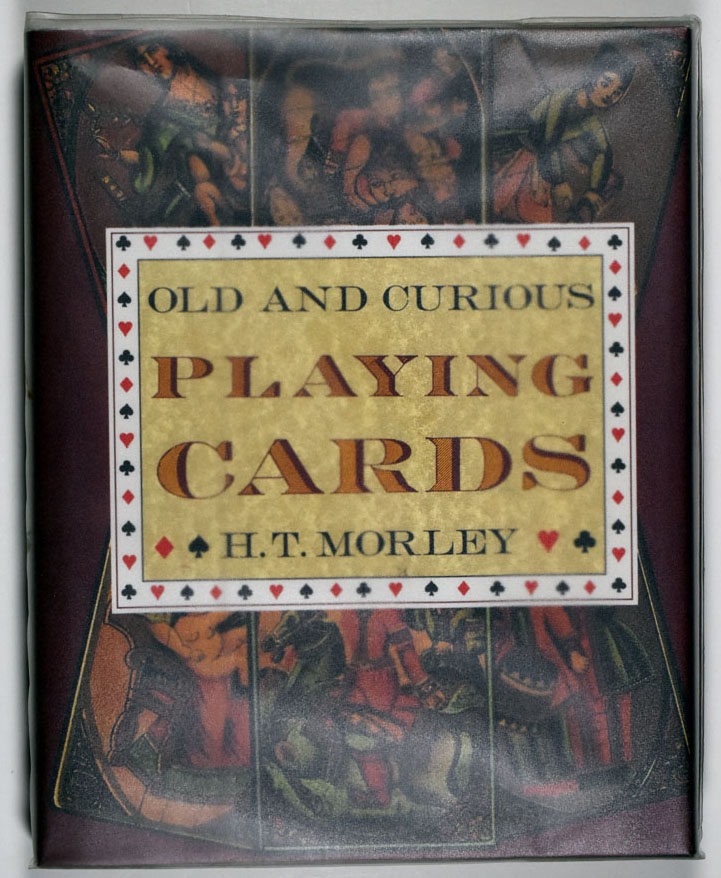 OLD AND CURIOUS
PLAYING
CARDS
H.T. MORLEY